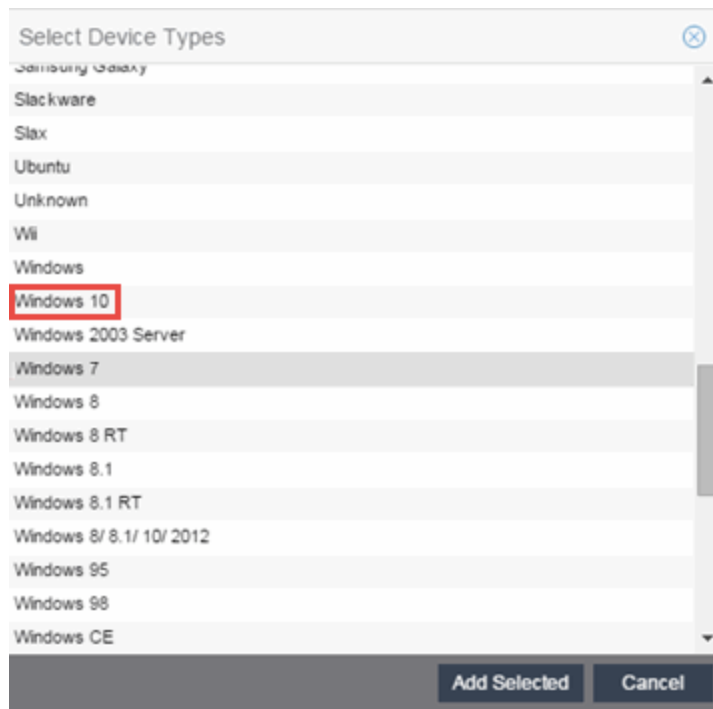 Select Device Types
Samsung Galaxy
Slackware
Slax
Ubuntu
Unknown
Wii
Windows
Windows 10
Windows 2003 Server
Windows 7
Windows 8
Windows 8 RT
Windows 8.1
Windows 8.1 RT
Windows 8/ 8.1/ 10/ 2012
Windows 95
Windows 98
Windows CE
Add Selected Cancel